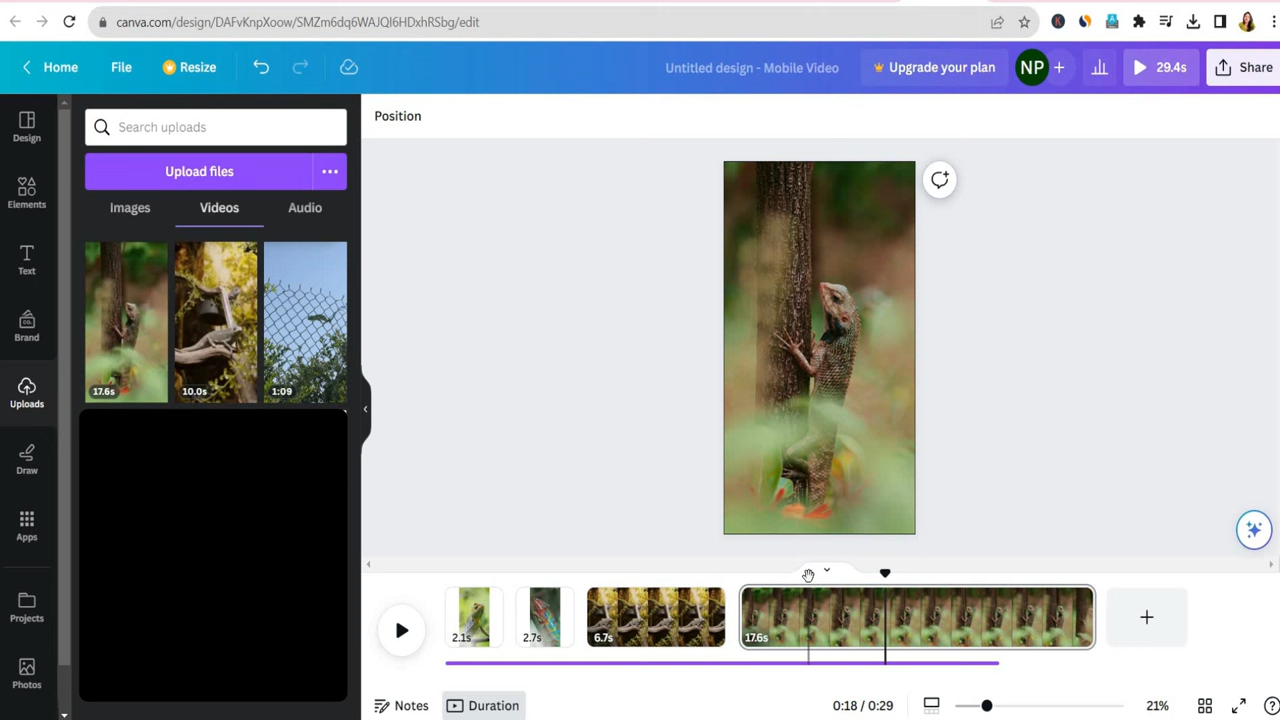 canva.com/design/DAFvKnpXoow/SMZm6dq6WAJQI6HDxhRSbg/edit
Home
File
Resize
Untitled design - Mobile Video
Upgrade your plan
NP
29.4s
Share
Design
Elements
Text
Brand
Uploads
Draw
Apps
Projects
Photos
Search uploads
Upload files
Images
Videos
Audio
17.6s
10.0s
1:09
Position
2.1s
2.7s
6.7s
17.6s
Notes
Duration
0:18 / 0:29
21%